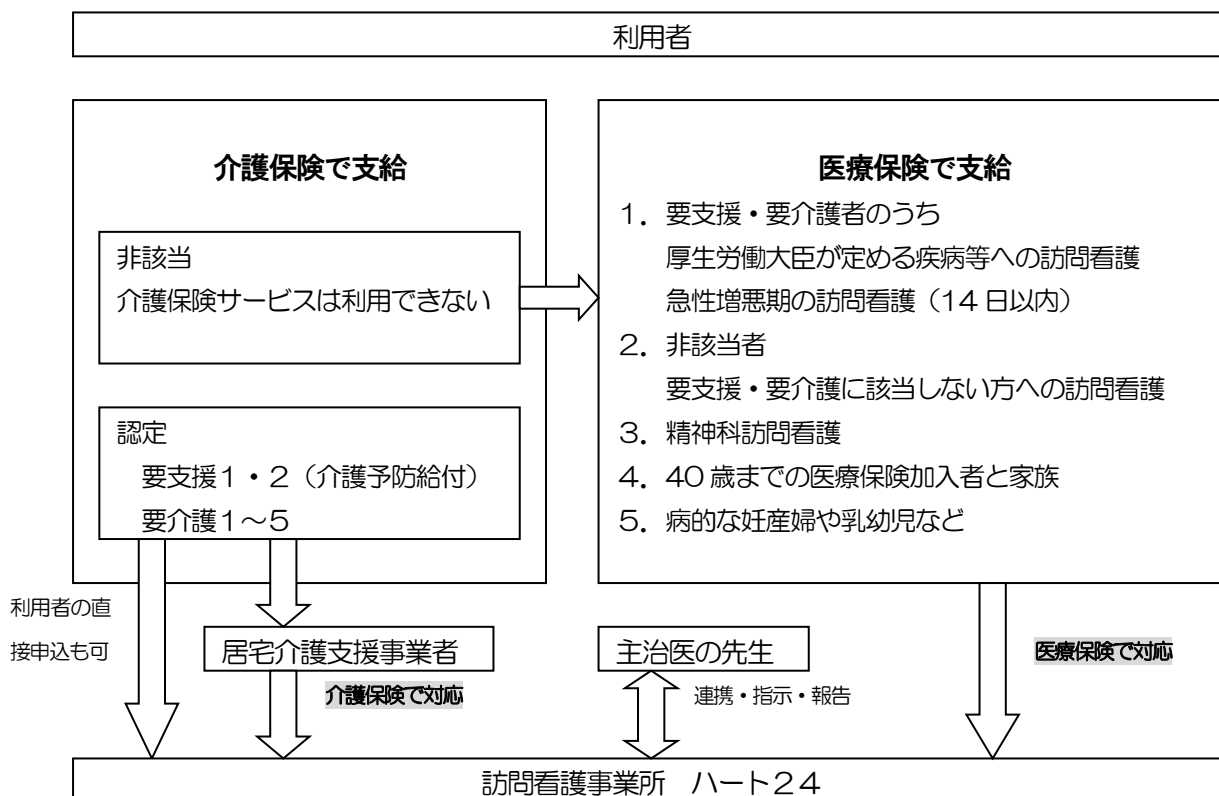 利用者
介護保険で支給
非該当
介護保険サービスは利用できない
認定
要支援１・２（介護予防給付）
要介護１～５
医療保険で支給
１．要支援・要介護者のうち
厚生労働大臣が定める疾病等への訪問看護
急性増悪期の訪問看護（14日以内）
２．非該当者
要支援・要介護に該当しない方への訪問看護
３．精神科訪問看護
４．40歳までの医療保険加入者と家族
５．病的な妊産婦や乳幼児など
利用者の直
接申込も可
居宅介護支援事業者
介護保険で対応
主治医の先生
連携・指示・報告
医療保険で対応
訪問看護事業所　ハート２４